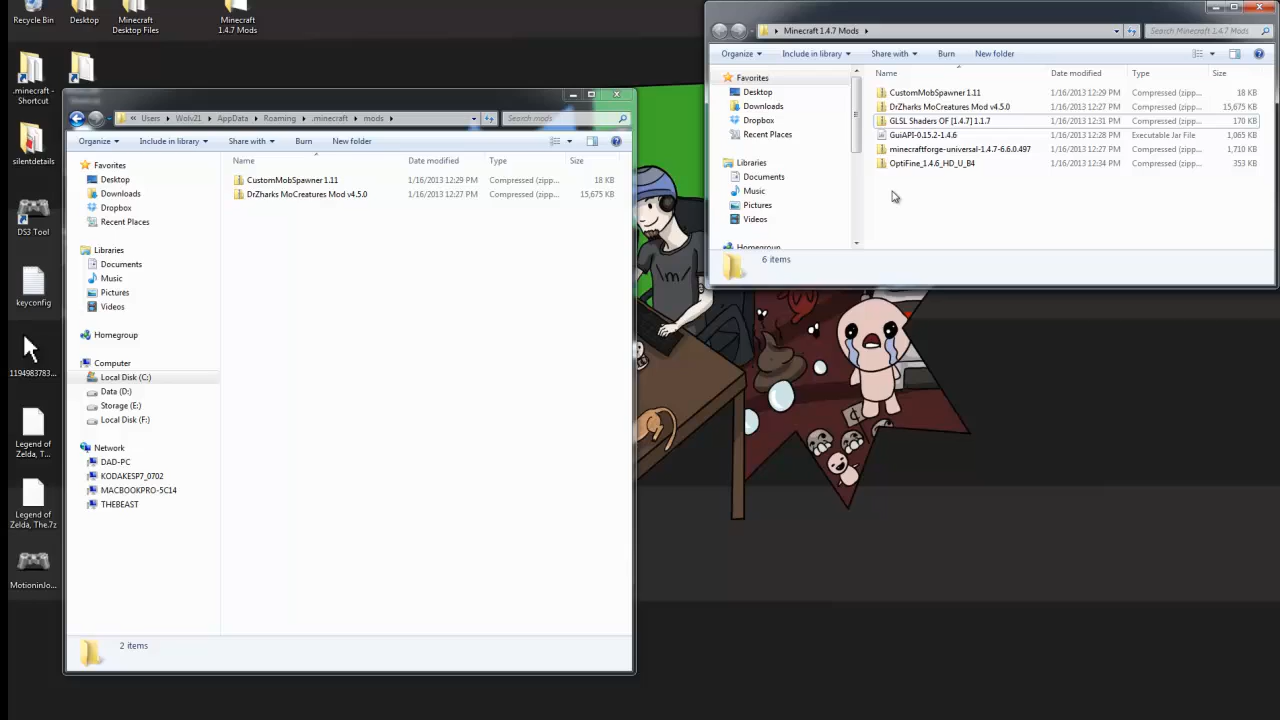 Recycle Bin
Desktop
Minecraft
Desktop Files
Minecraft
1.4.7 Mods
.minecraft -
Shortcut
silentdetails
DS3 Tool
keyconfig
1194983783...
Legend of
Zelda, T...
Legend of
Zelda, The.7z
MotioninJo...
Users
Wolv21
AppData
Roaming
.minecraft
mods
Search mods
Organize
Include in library
Share with
Burn
New folder
Favorites
Desktop
Downloads
Dropbox
Recent Places
Libraries
Documents
Music
Pictures
Videos
Homegroup
Computer
Local Disk (C:)
Data (D:)
Storage (E:)
Local Disk (F:)
Network
DAD-PC
KODAKESP7_0702
MACBOOKPRO-5C14
THEBEAST
Name Date modified Type Size
CustomMobSpawner 1.11 1/16/2013 12:29 PM Compressed (zipp... 18 KB
DrZharks MoCreatures Mod v4.5.0 1/16/2013 12:27 PM Compressed (zipp... 15,675 KB
2 items
Minecraft 1.4.7 Mods
Search Minecraft 1.4.7 Mods
Organize
Include in library
Share with
Burn
New folder
Favorites
Desktop
Downloads
Dropbox
Recent Places
Libraries
Documents
Music
Pictures
Videos
Homegroup
Name Date modified Type Size
CustomMobSpawner 1.11 1/16/2013 12:29 PM Compressed (zipp... 18 KB
DrZharks MoCreatures Mod v4.5.0 1/16/2013 12:27 PM Compressed (zipp... 15,675 KB
GLSL Shaders OF [1.4.7] 1.1.7 1/16/2013 12:31 PM Compressed (zipp... 170 KB
GuiAPI-0.15.2-1.4.6 1/16/2013 12:28 PM Executable Jar File 1,065 KB
minecraftforge-universal-1.4.7-6.6.0.497 1/16/2013 12:27 PM Compressed (zipp... 1,710 KB
OptiFine_1.4.6_HD_U_B4 1/16/2013 12:34 PM Compressed (zipp... 353 KB
6 items